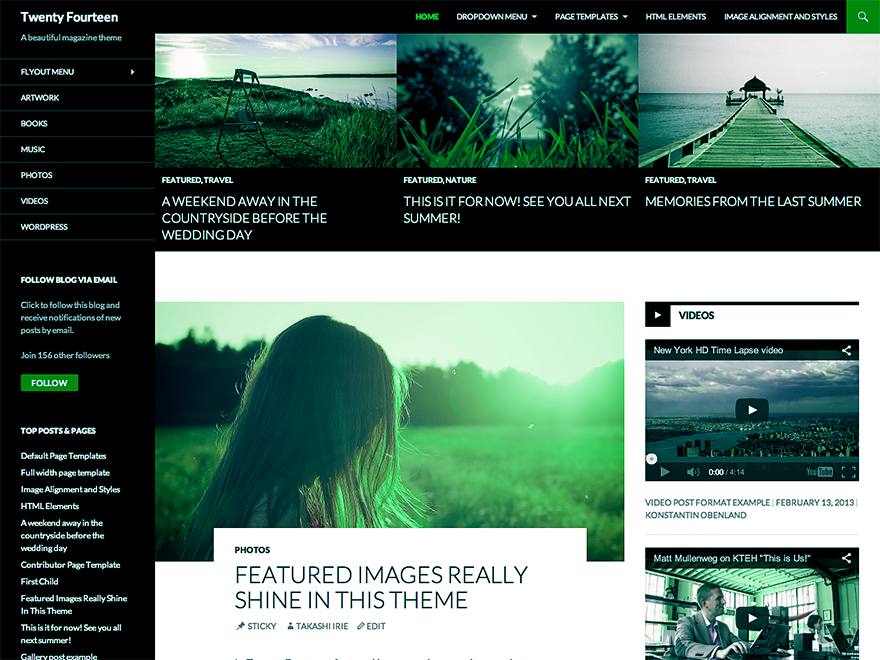 Twenty Fourteen
A beautiful magazine theme
HOME
DROPDOWN MENU
PAGE TEMPLATES
HTML ELEMENTS
IMAGE ALIGNMENT AND STYLES
FLYOUT MENU
ARTWORK
BOOKS
MUSIC
PHOTOS
VIDEOS
WORDPRESS
FOLLOW BLOG VIA EMAIL
Click to follow this blog and
receive notifications of new
posts by email.
Join 156 other followers
FOLLOW
TOP POSTS & PAGES
Default Page Templates
Full width page template
Image Alignment and Styles
HTML Elements
A weekend away in the
countryside before the
wedding day
Contributor Page Template
First Child
Featured Images Really Shine
In This Theme
This is it for now! See you all
next summer!
Gallery post example
FEATURED, TRAVEL
A WEEKEND AWAY IN THE
COUNTRYSIDE BEFORE THE
WEDDING DAY
FEATURED, NATURE
THIS IS IT FOR NOW! SEE YOU ALL NEXT
SUMMER!
FEATURED, TRAVEL
MEMORIES FROM THE LAST SUMMER
PHOTOS
FEATURED IMAGES REALLY
SHINE IN THIS THEME
STICKY TAKASHI IRIE EDIT
VIDEOS
New York HD Time Lapse video
0:00 / 4:14
YouTube
VIDEO POST FORMAT EXAMPLE | FEBRUARY 13, 2013 |
KONSTANTIN OBENLAND
Matt Mullenweg on KTEH "This is Us!"